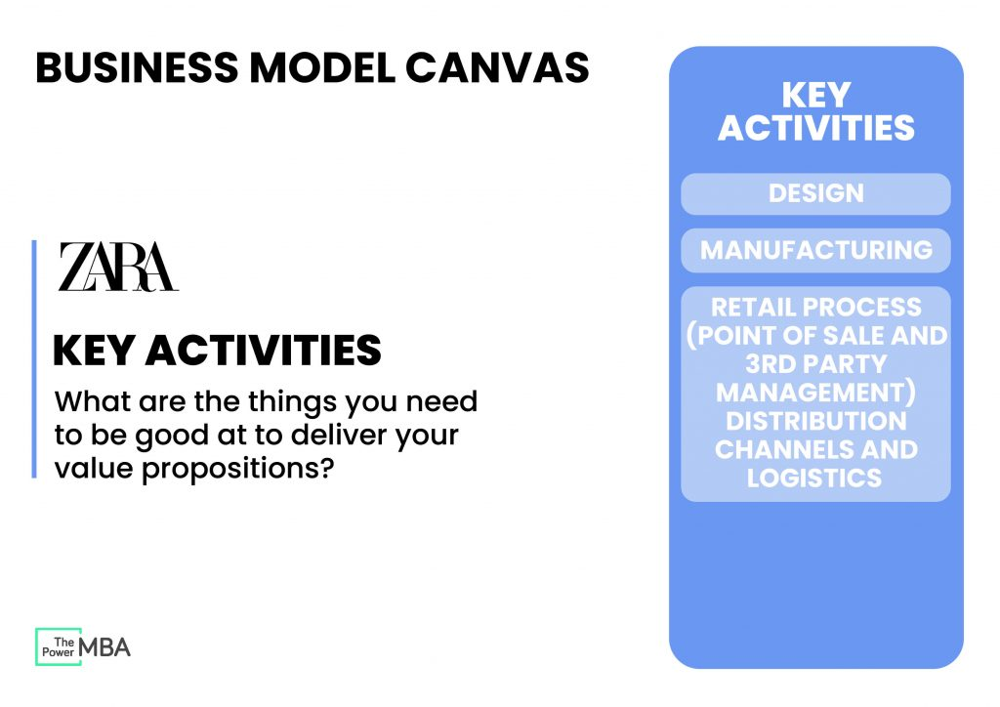 BUSINESS MODEL CANVAS
ZARA
KEY ACTIVITIES
What are the things you need
to be good at to deliver your
value propositions?
The
Power MBA
KEY
ACTIVITIES
DESIGN
MANUFACTURING
RETAIL PROCESS
(POINT OF SALE AND
3RD PARTY
MANAGEMENT)
DISTRIBUTION
CHANNELS AND
LOGISTICS